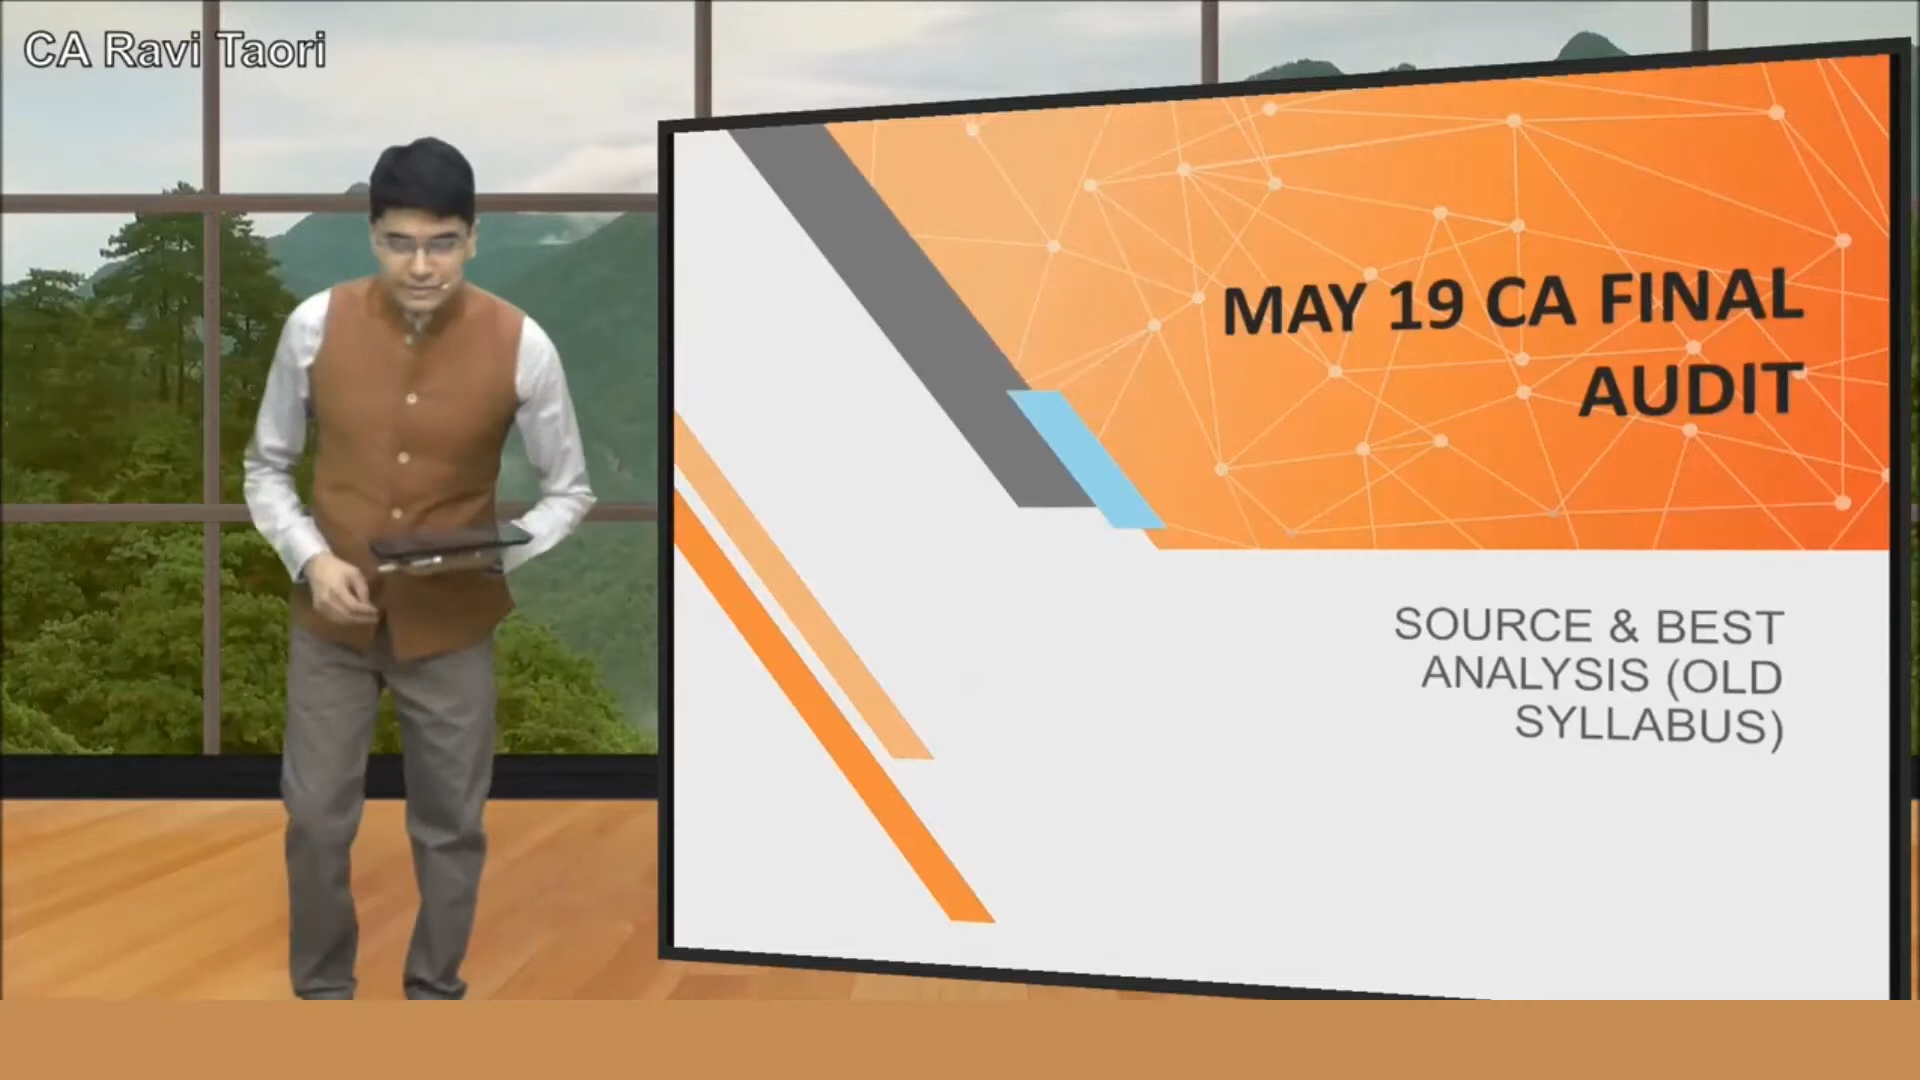 CA Ravi Taori
MAY 19 CA FINAL
AUDIT
SOURCE & BEST
ANALYSIS (OLD
SYLLABUS)